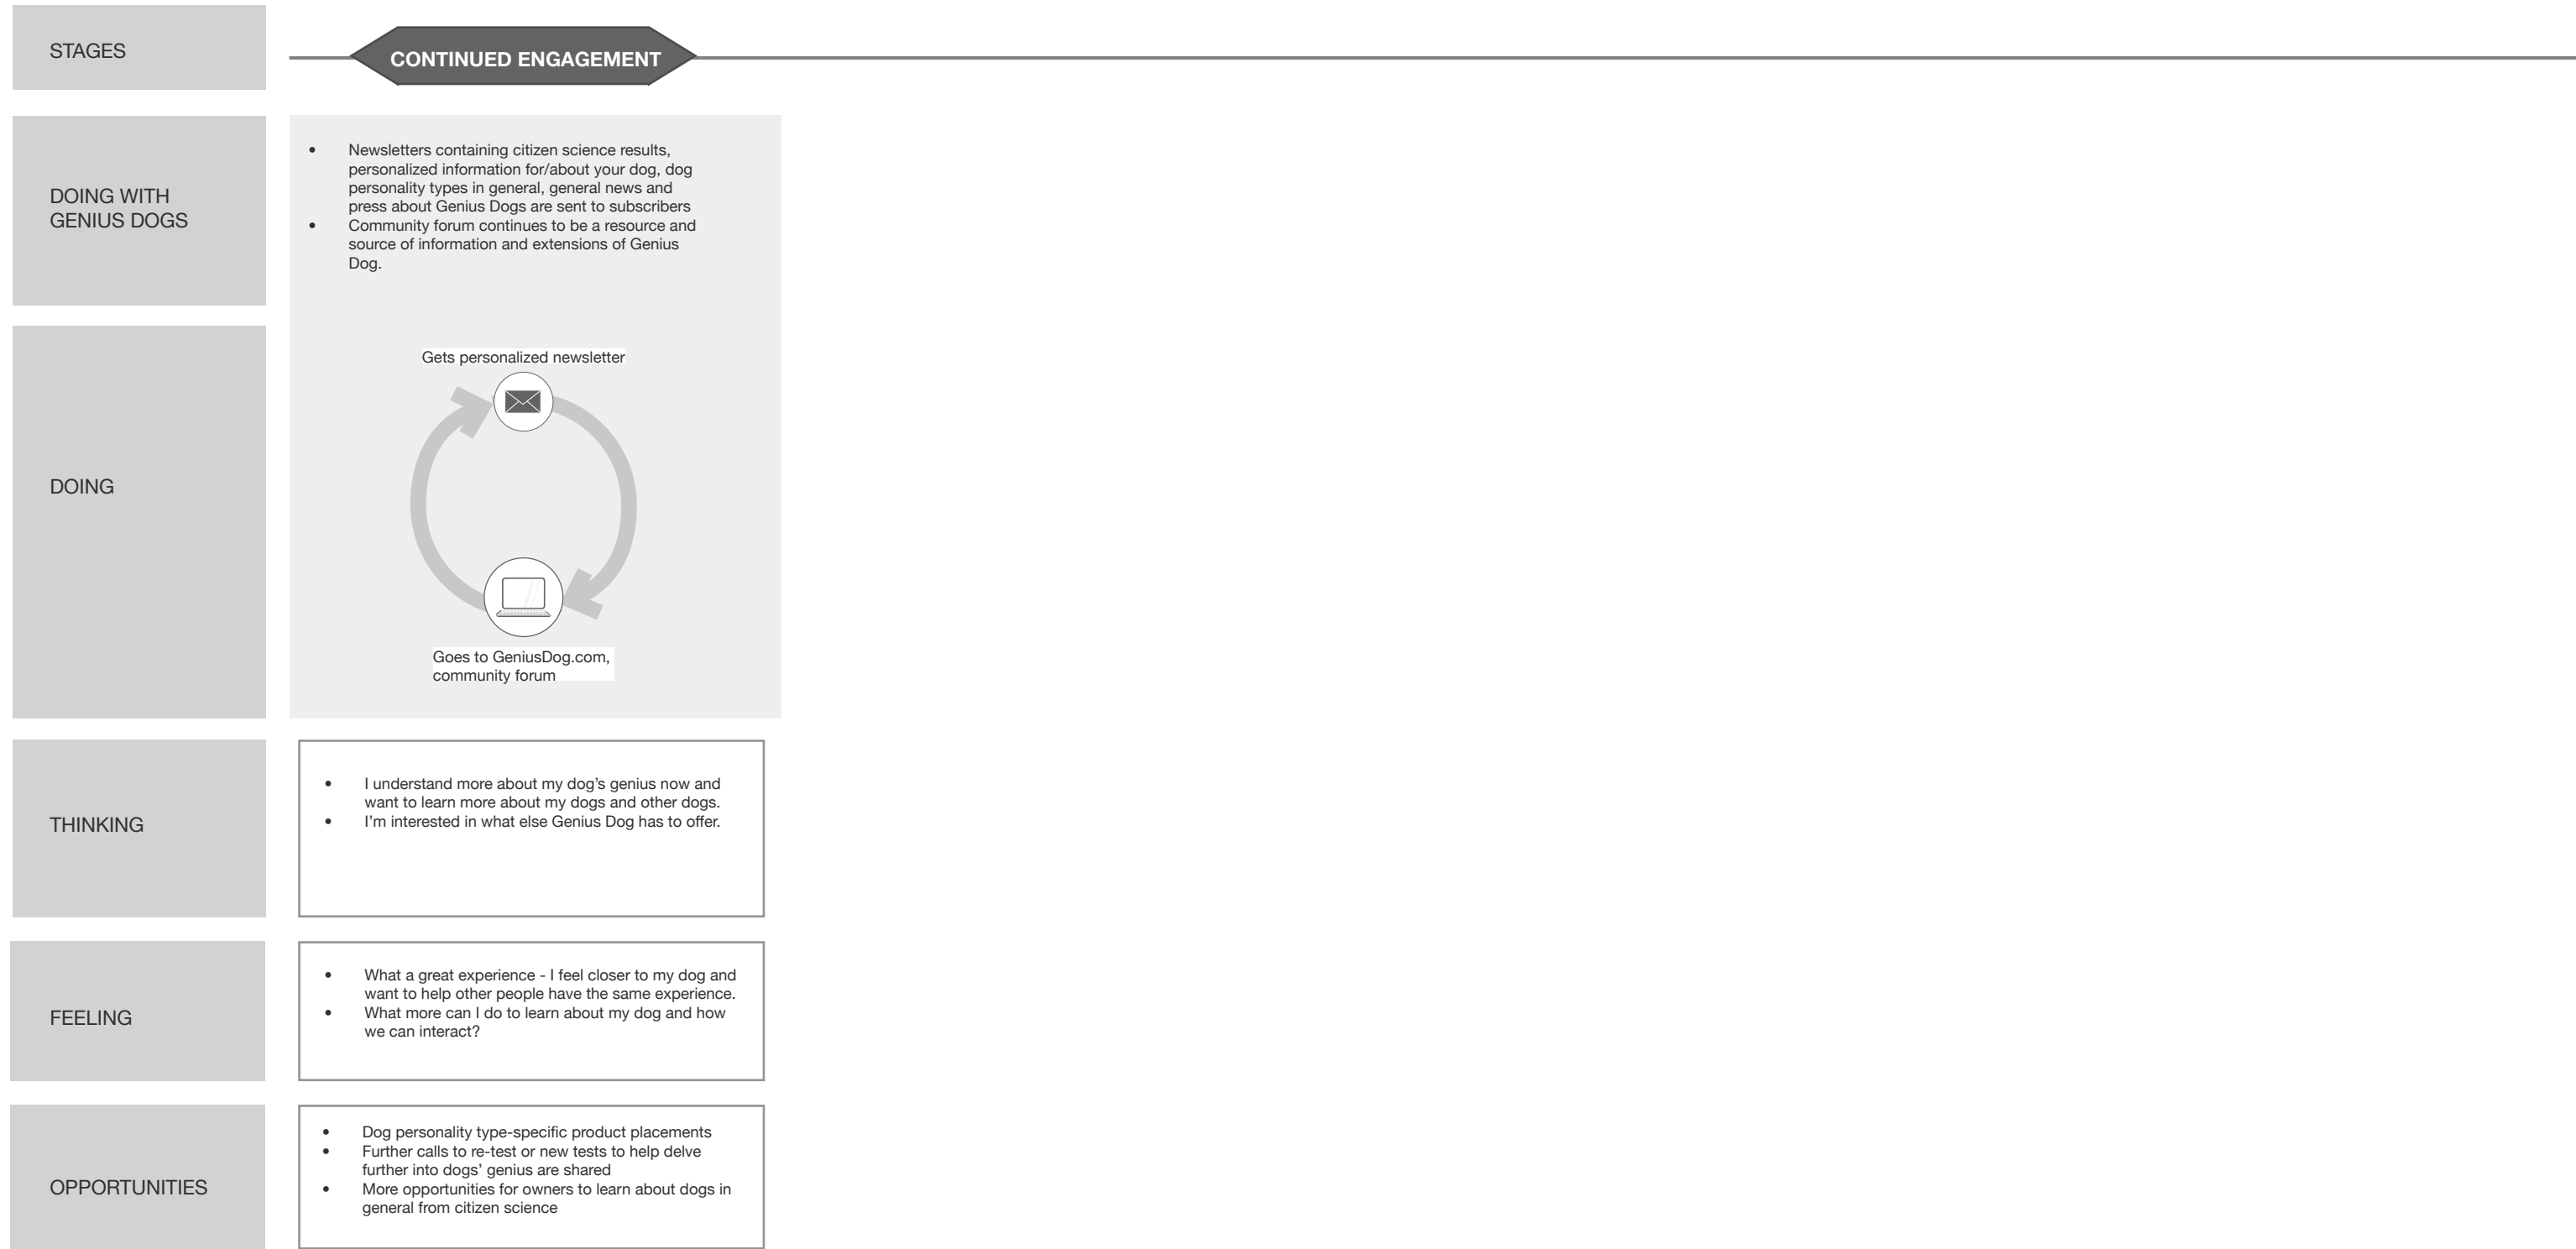 STAGES
CONTINUED ENGAGEMENT
DOING WITH
GENIUS DOGS
• Newsletters containing citizen science results,
personalized information for/about your dog, dog
personality types in general, general news and
press about Genius Dogs are sent to subscribers
• Community forum continues to be a resource and
source of information and extensions of Genius
Dog.
DOING
Gets personalized newsletter
Goes to GeniusDog.com,
community forum
THINKING
• I understand more about my dog’s genius now and
want to learn more about my dogs and other dogs.
• I’m interested in what else Genius Dog has to offer.
FEELING
• What a great experience - I feel closer to my dog and
want to help other people have the same experience.
• What more can I do to learn about my dog and how
we can interact?
OPPORTUNITIES
• Dog personality type-specific product placements
• Further calls to re-test or new tests to help delve
further into dogs’ genius are shared
• More opportunities for owners to learn about dogs in
general from citizen science